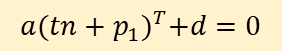 a(tn + p₁)ᵀ+d = 0